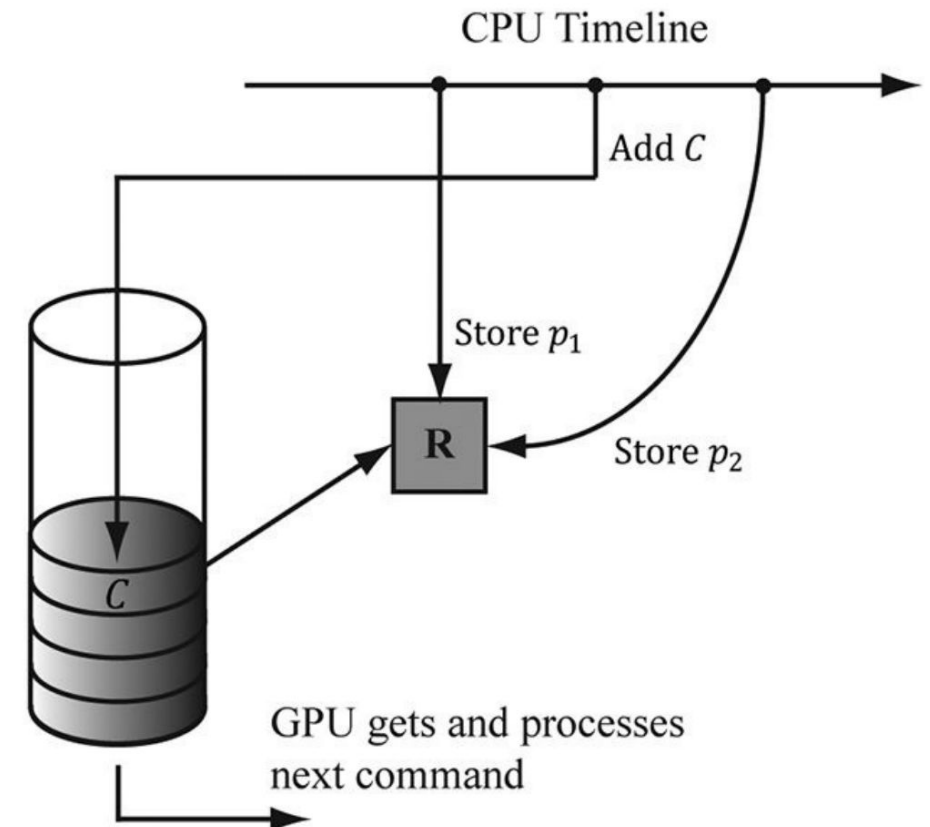 CPU Timeline
Add C
Store p₁
R
Store p₂
C
GPU gets and processes
next command